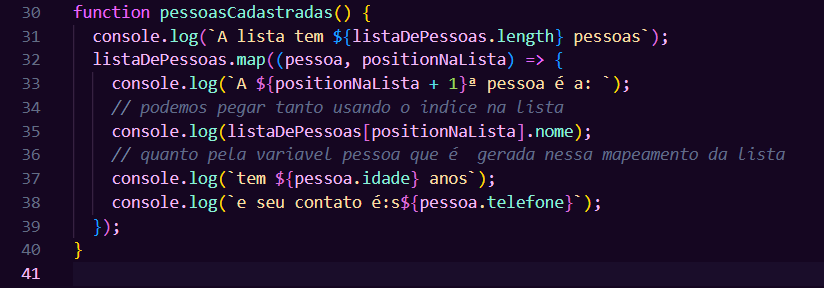 30 function pessoasCadastradas() {
31 console.log(`A lista tem ${listaDePessoas.length} pessoas`);
32 listaDePessoas.map((pessoa, positionNaLista) => {
33 console.log(`A ${positionNaLista + 1}ª pessoa é a: `);
34 // podemos pegar tanto usando o indice na lista
35 console.log(listaDePessoas[positionNaLista].nome);
36 // quanto pela variavel pessoa que é  gerada nessa mapeamento da lista
37 console.log(`tem ${pessoa.idade} anos`);
38 console.log(`e seu contato é:s${pessoa.telefone}`);
39 });
40 }
41